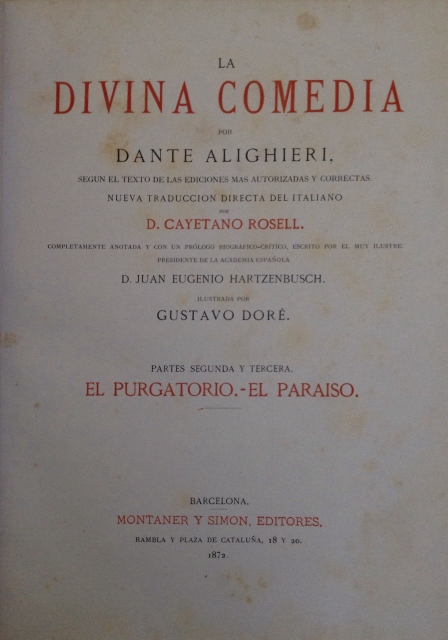 LA
DIVINA COMEDIA
POR
DANTE ALIGHIERI,
SEGUN EL TEXTO DE LAS EDICIONES MAS AUTORIZADAS Y CORRECTAS.
NUEVA TRADUCCION DIRECTA DEL ITALIANO
POR
D. CAYETANO ROSELL.
COMPLETAMENTE ANOTADA Y CON UN PRÓLOGO BIOGRÁFICO-CRÍTICO, ESCRITO POR EL MUY ILUSTRE
PRESIDENTE DE LA ACADEMIA ESPAÑOLA
D. JUAN EUGENIO HARTZENBUSCH.
ILUSTRADA POR
GUSTAVO DORÉ.
PARTES SEGUNDA Y TERCERA.
EL PURGATORIO.-EL PARAISO.
BARCELONA.
MONTANER Y SIMON, EDITORES,
RAMBLA Y PLAZA DE CATALUÑA, 18 Y 20.
1872.